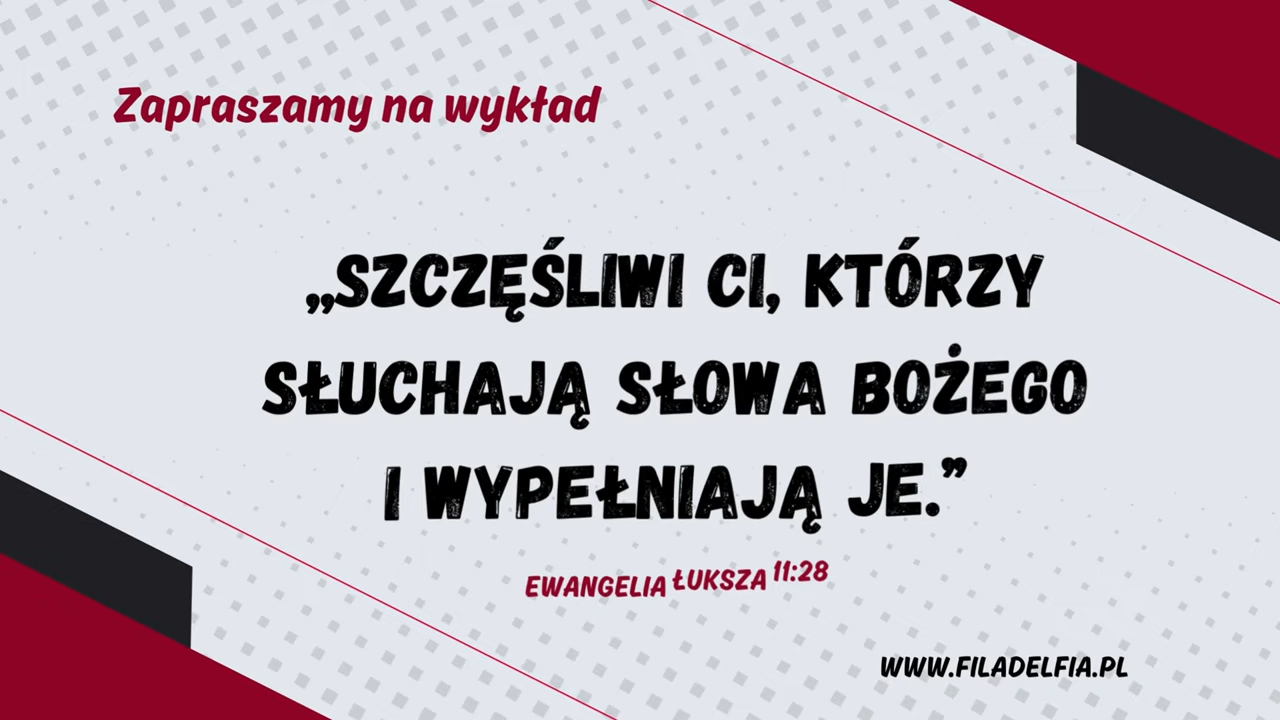 Zapraszamy na wykład
„SZCZĘŚLIWI CI, KTÓRZY
SŁUCHAJĄ SŁOWA BOŻEGO
I WYPEŁNIAJĄ JE.”
EWANGELIA ŁUKSZA 11:28
WWW.FILADELFIA.PL